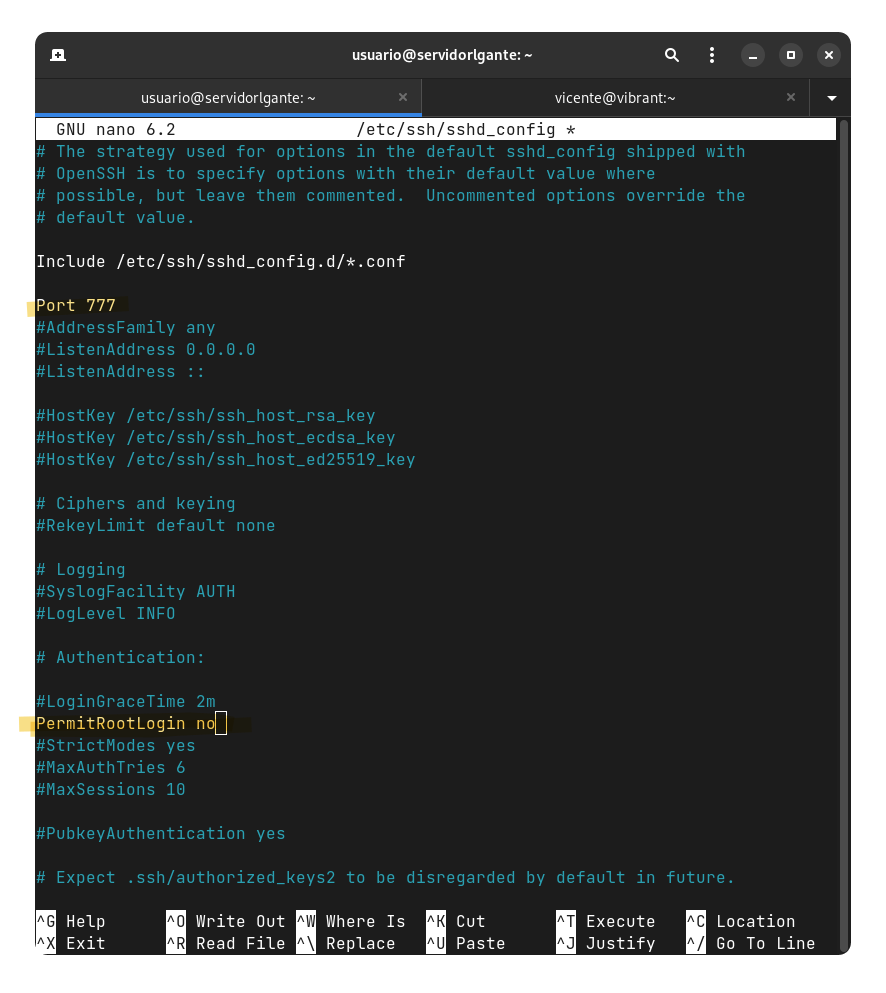 usuario@servidorlgante: ~
usuario@servidorlgante: ~
vicente@vibrant:~
GNU nano 6.2 /etc/ssh/sshd_config *
# The strategy used for options in the default sshd_config shipped with
# OpenSSH is to specify options with their default value where
# possible, but leave them commented.  Uncommented options override the
# default value.
Include /etc/ssh/sshd_config.d/*.conf
Port 777
#AddressFamily any
#ListenAddress 0.0.0.0
#ListenAddress ::
#HostKey /etc/ssh/ssh_host_rsa_key
#HostKey /etc/ssh/ssh_host_ecdsa_key
#HostKey /etc/ssh/ssh_host_ed25519_key
# Ciphers and keying
#RekeyLimit default none
# Logging
#SyslogFacility AUTH
#LogLevel INFO
# Authentication:
#LoginGraceTime 2m
PermitRootLogin no
#StrictModes yes
#MaxAuthTries 6
#MaxSessions 10
#PubkeyAuthentication yes
# Expect .ssh/authorized_keys2 to be disregarded by default in future.
^G Help ^O Write Out ^W Where Is ^K Cut ^T Execute ^C Location
^X Exit ^R Read File ^\ Replace ^U Paste ^J Justify ^/ Go To Line